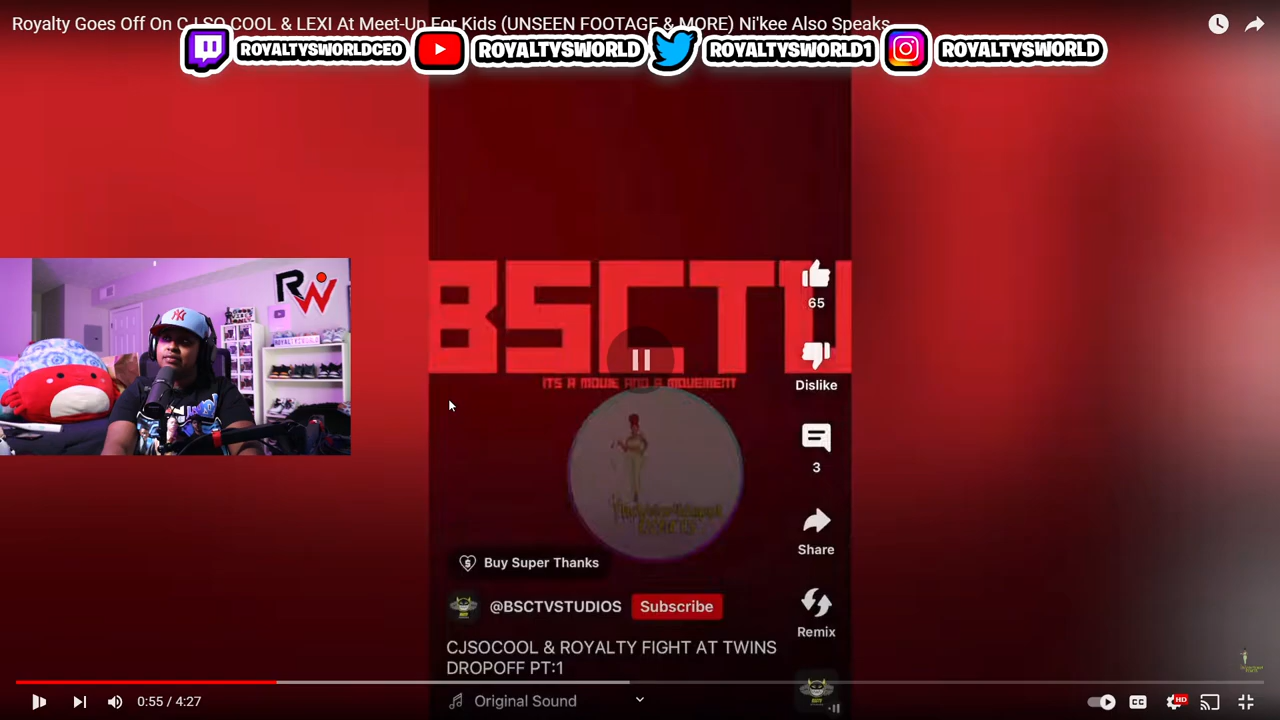 Royalty Goes Off On CJ SO COOL & LEXI At Meet-Up For Kids (UNSEEN FOOTAGE & MORE) Ni'kee Also Speaks
ROYALTYSWORLDCEO
ROYALTYSWORLD
ROYALTYSWORLD1
ROYALTYSWORLD
RW
BSCTV
ITS A MOVIE AND A MOVEMENT
65
Dislike
3
Share
Remix
Buy Super Thanks
@BSCTVSTUDIOS
Subscribe
CJSOCOOL & ROYALTY FIGHT AT TWINS
DROPOFF PT:1
Original Sound
0:55 / 4:27
CC
HD